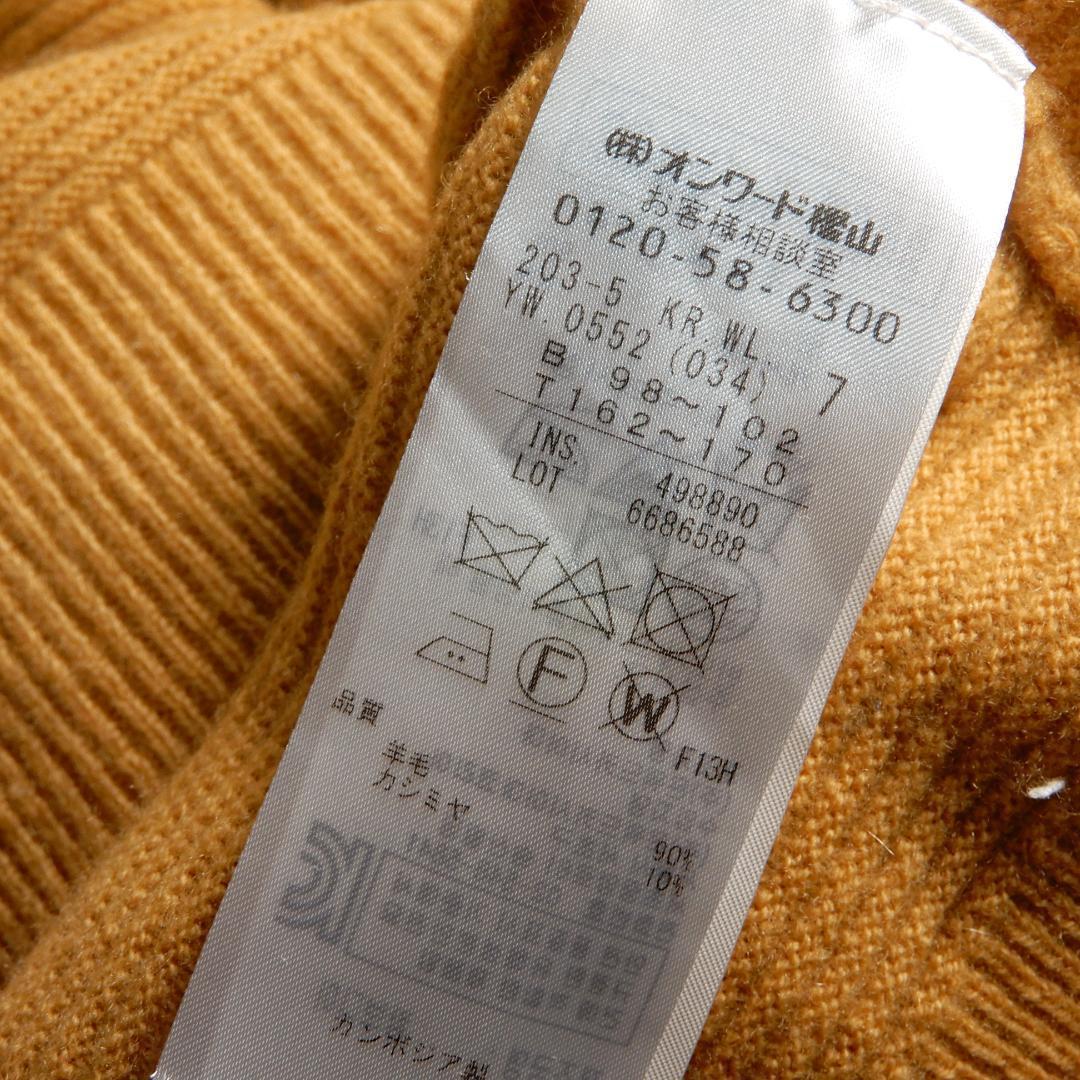 ㈱オンワード樫山
お客様相談室
0120-58-6300
203-5 KR.WL. 7
YW.0552(034)
B 98~102
T162~170
INS. 498890
LOT 6686588
F
W
F13H
品質
羊毛 90%
カシミヤ 10%
カンボジア製